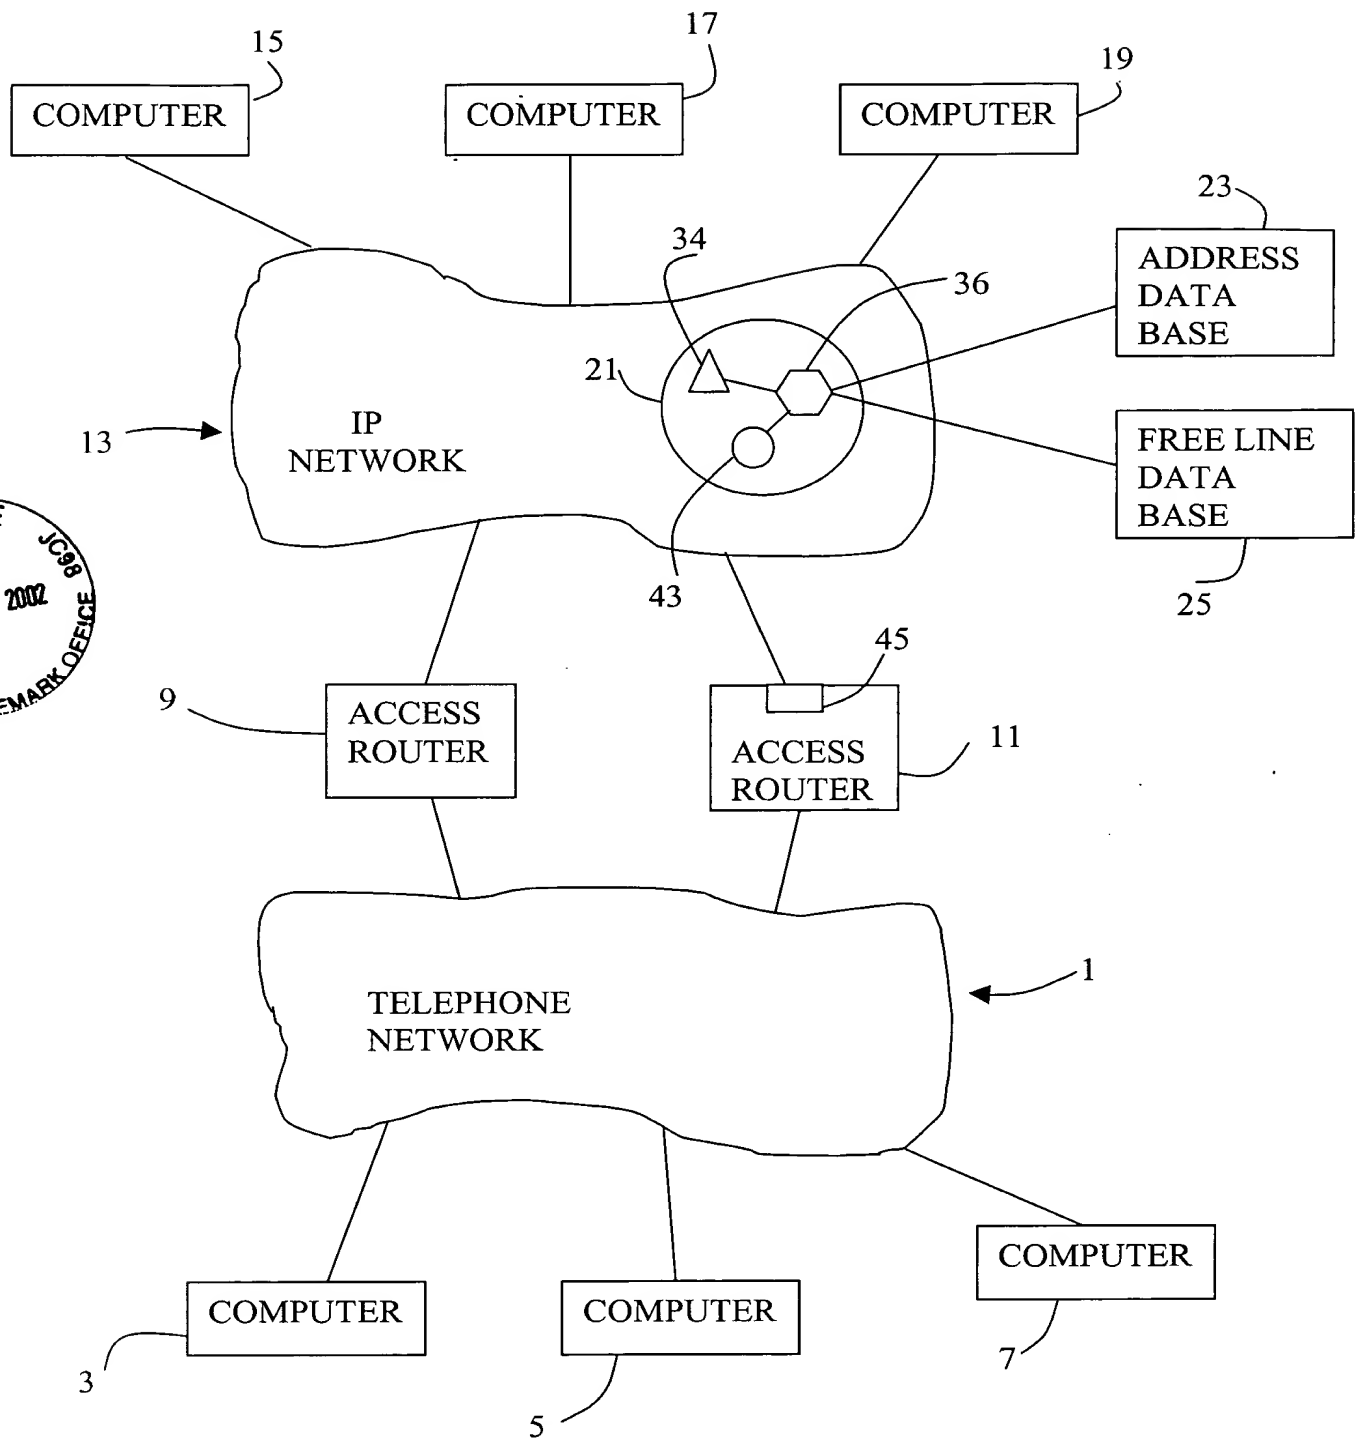 15
17
19
COMPUTER
COMPUTER
COMPUTER
23
34
36
ADDRESS
DATA
BASE
21
13
IP
NETWORK
FREE LINE
DATA
BASE
JC98
2002
EMARK OFFICE
43
25
45
9
ACCESS
ROUTER
11
ACCESS
ROUTER
1
TELEPHONE
NETWORK
COMPUTER
COMPUTER
COMPUTER
7
3
5